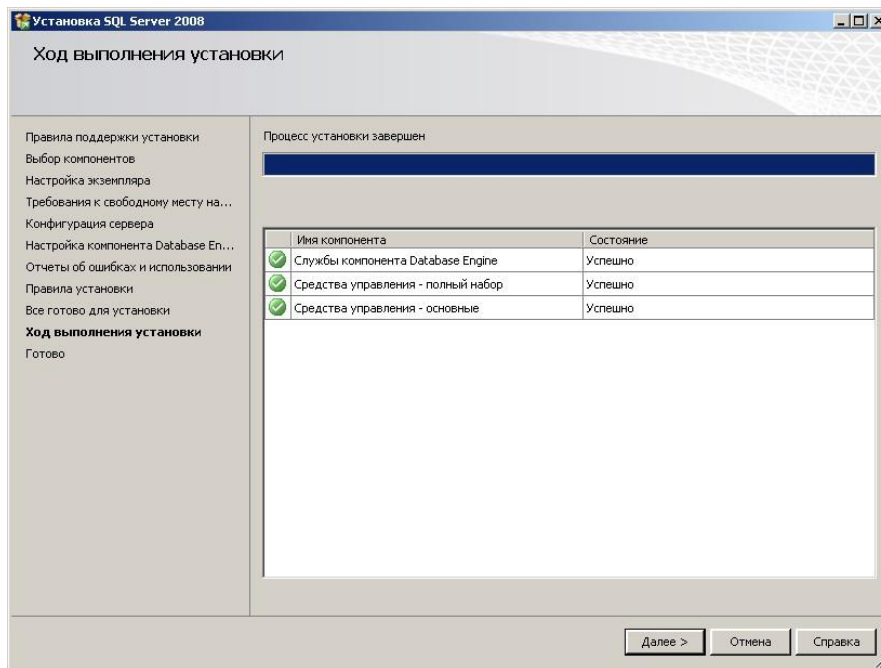 Установка SQL Server 2008
Ход выполнения установки
Правила поддержки установки
Выбор компонентов
Настройка экземпляра
Требования к свободному месту на...
Конфигурация сервера
Настройка компонента Database En...
Отчеты об ошибках и использовании
Правила установки
Все готово для установки
Ход выполнения установки
Готово
Процесс установки завершен
Имя компонента Состояние
Службы компонента Database Engine Успешно
Средства управления - полный набор Успешно
Средства управления - основные Успешно
Далее > Отмена Справка